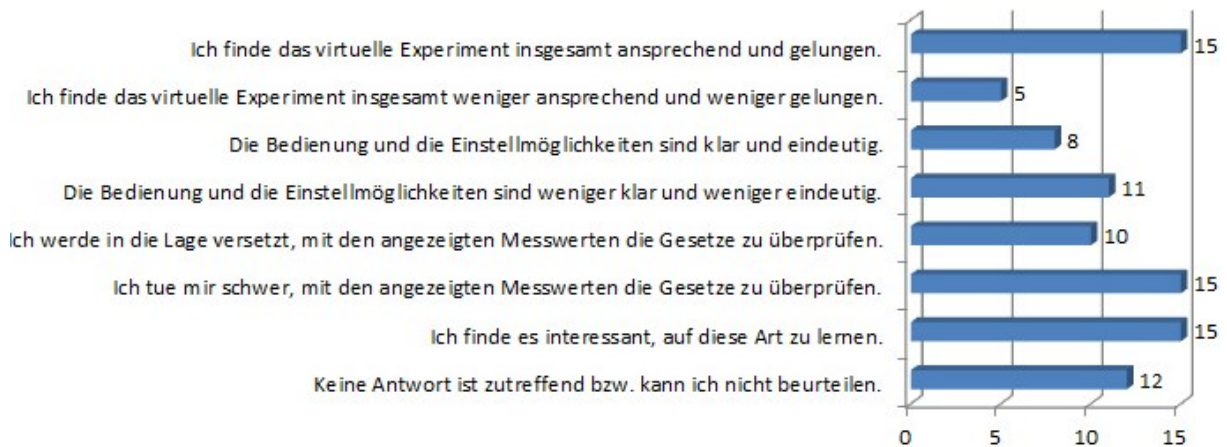 Ich finde das virtuelle Experiment insgesamt ansprechend und gelungen. 15
Ich finde das virtuelle Experiment insgesamt weniger ansprechend und weniger gelungen. 5
Die Bedienung und die Einstellmöglichkeiten sind klar und eindeutig. 8
Die Bedienung und die Einstellmöglichkeiten sind weniger klar und weniger eindeutig. 11
Ich werde in die Lage versetzt, mit den angezeigten Messwerten die Gesetze zu überprüfen. 10
Ich tue mir schwer, mit den angezeigten Messwerten die Gesetze zu überprüfen. 15
Ich finde es interessant, auf diese Art zu lernen. 15
Keine Antwort ist zutreffend bzw. kann ich nicht beurteilen. 12
0 5 10 15